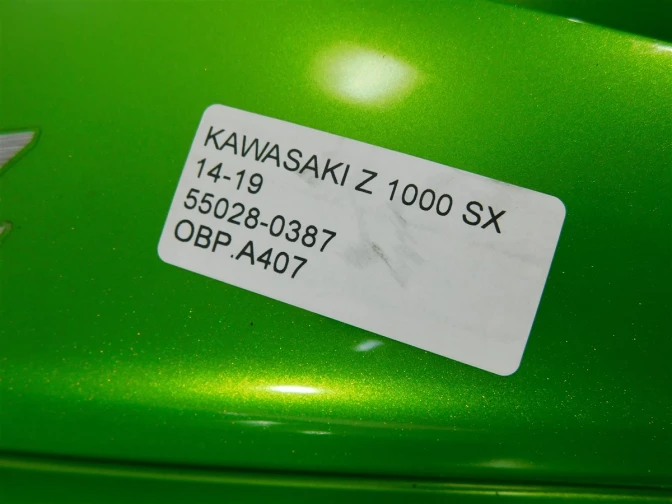 KAWASAKI Z 1000 SX
14-19
55028-0387
OBP.A407